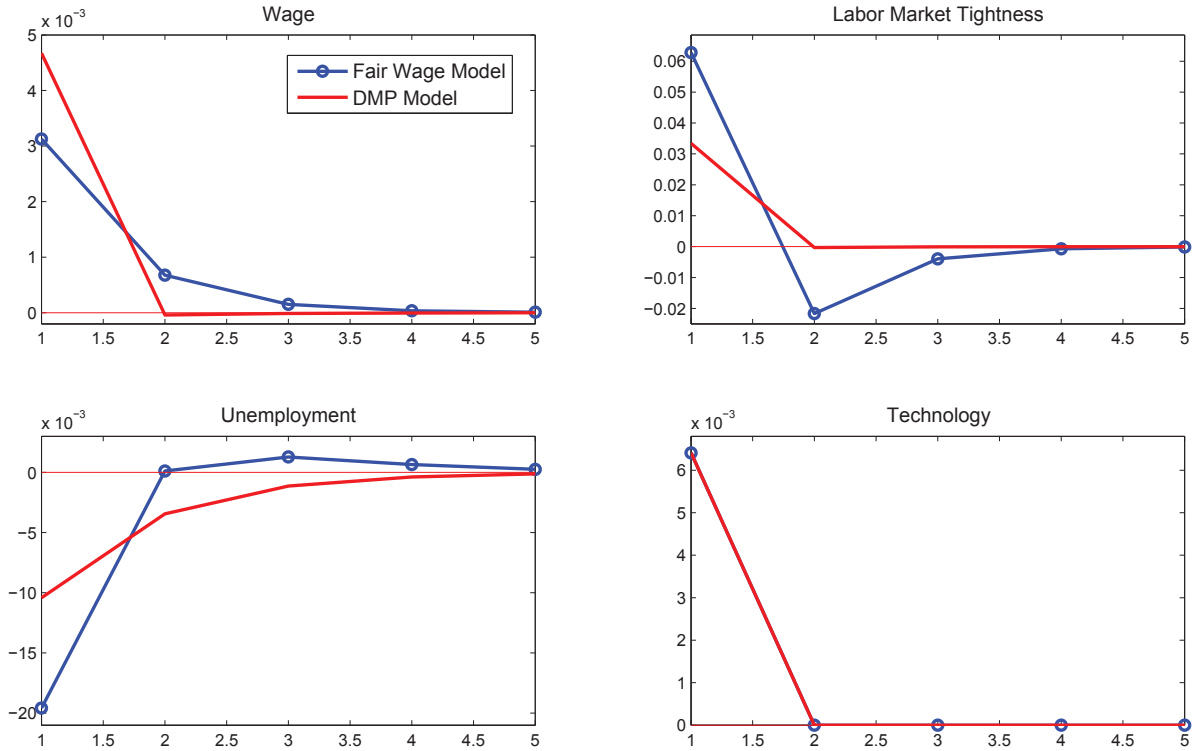 Wage
x 10⁻³
5
4
3
2
1
0
1 1.5 2 2.5 3 3.5 4 4.5 5
Fair Wage Model
DMP Model
Labor Market Tightness
0.06
0.05
0.04
0.03
0.02
0.01
0
−0.01
−0.02
1 1.5 2 2.5 3 3.5 4 4.5 5
Unemployment
x 10⁻³
0
−5
−10
−15
−20
1 1.5 2 2.5 3 3.5 4 4.5 5
Technology
x 10⁻³
6
5
4
3
2
1
0
1 1.5 2 2.5 3 3.5 4 4.5 5